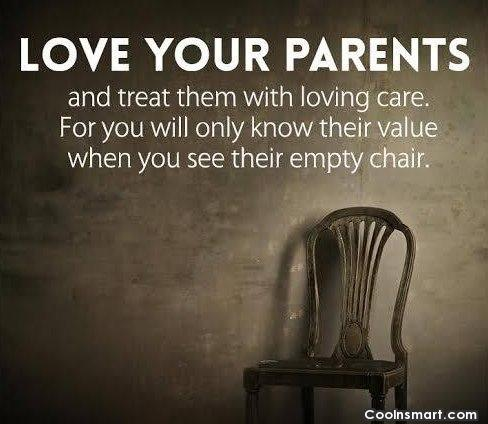 LOVE YOUR PARENTS
and treat them with loving care.
For you will only know their value
when you see their empty chair.
Coolnsmart.com